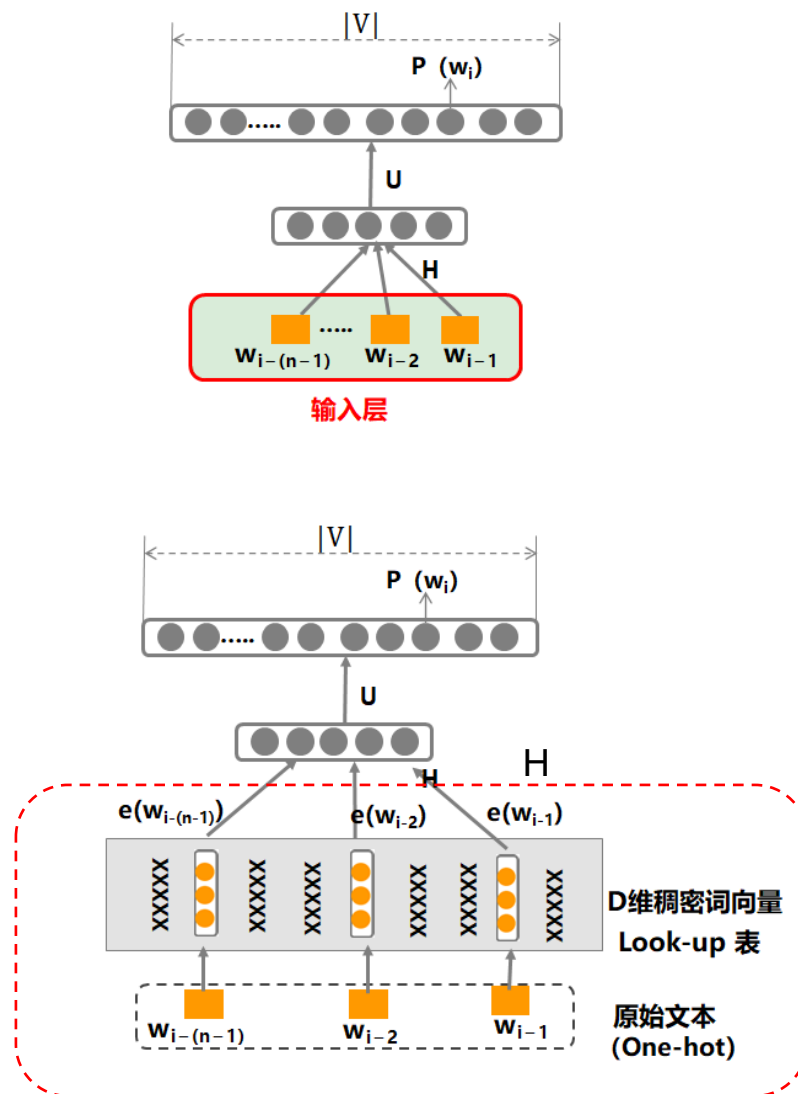 |V|
P (wᵢ)
.....
U
H
.....
wᵢ₋₍ₙ₋₁₎ wᵢ₋₂ wᵢ₋₁
输入层
|V|
P (wᵢ)
.....
U
H
H
e(wᵢ₋₍ₙ₋₁₎) e(wᵢ₋₂) e(wᵢ₋₁)
XXXXX XXXXX XXXXX XXXXX XXXXX XXXXX
D维稠密词向量
Look-up 表
wᵢ₋₍ₙ₋₁₎ wᵢ₋₂ wᵢ₋₁
原始文本
(One-hot)